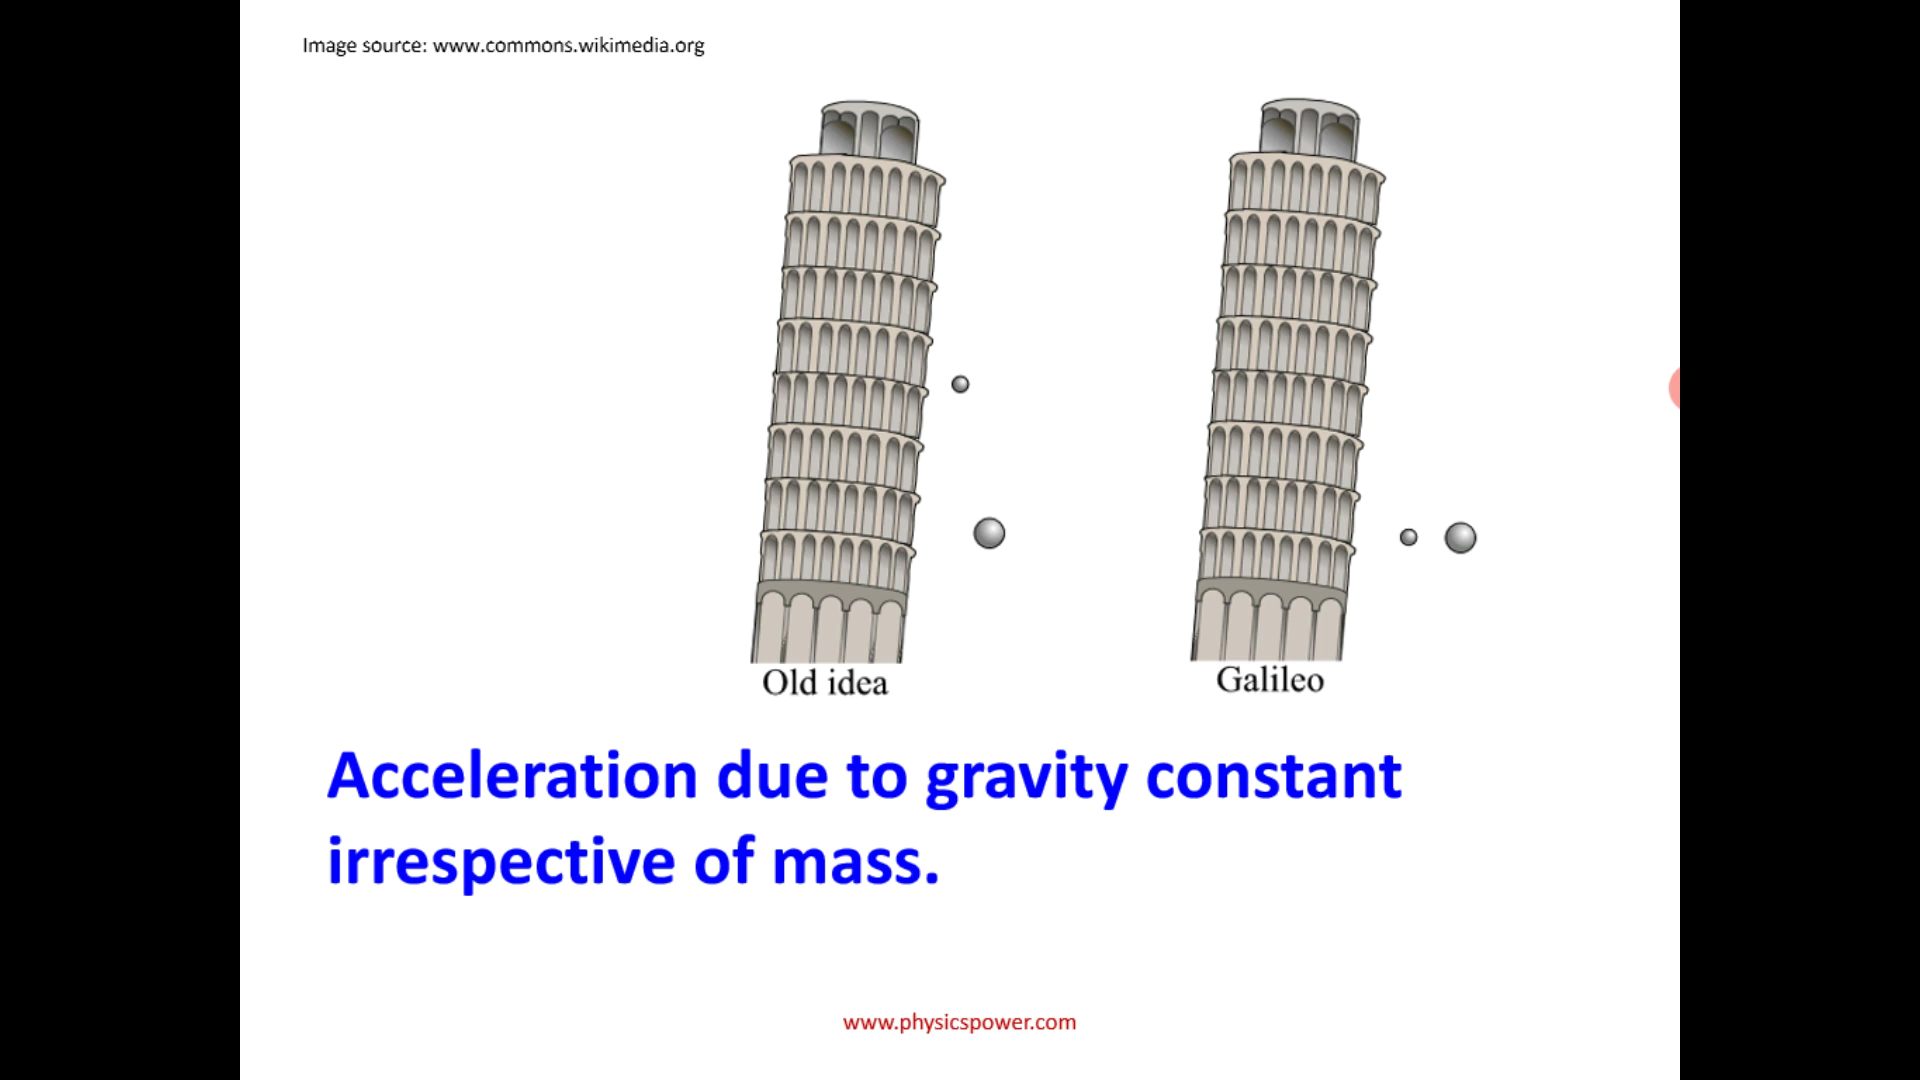 Image source: www.commons.wikimedia.org
Old idea
Galileo
Acceleration due to gravity constant
irrespective of mass.
www.physicspower.com